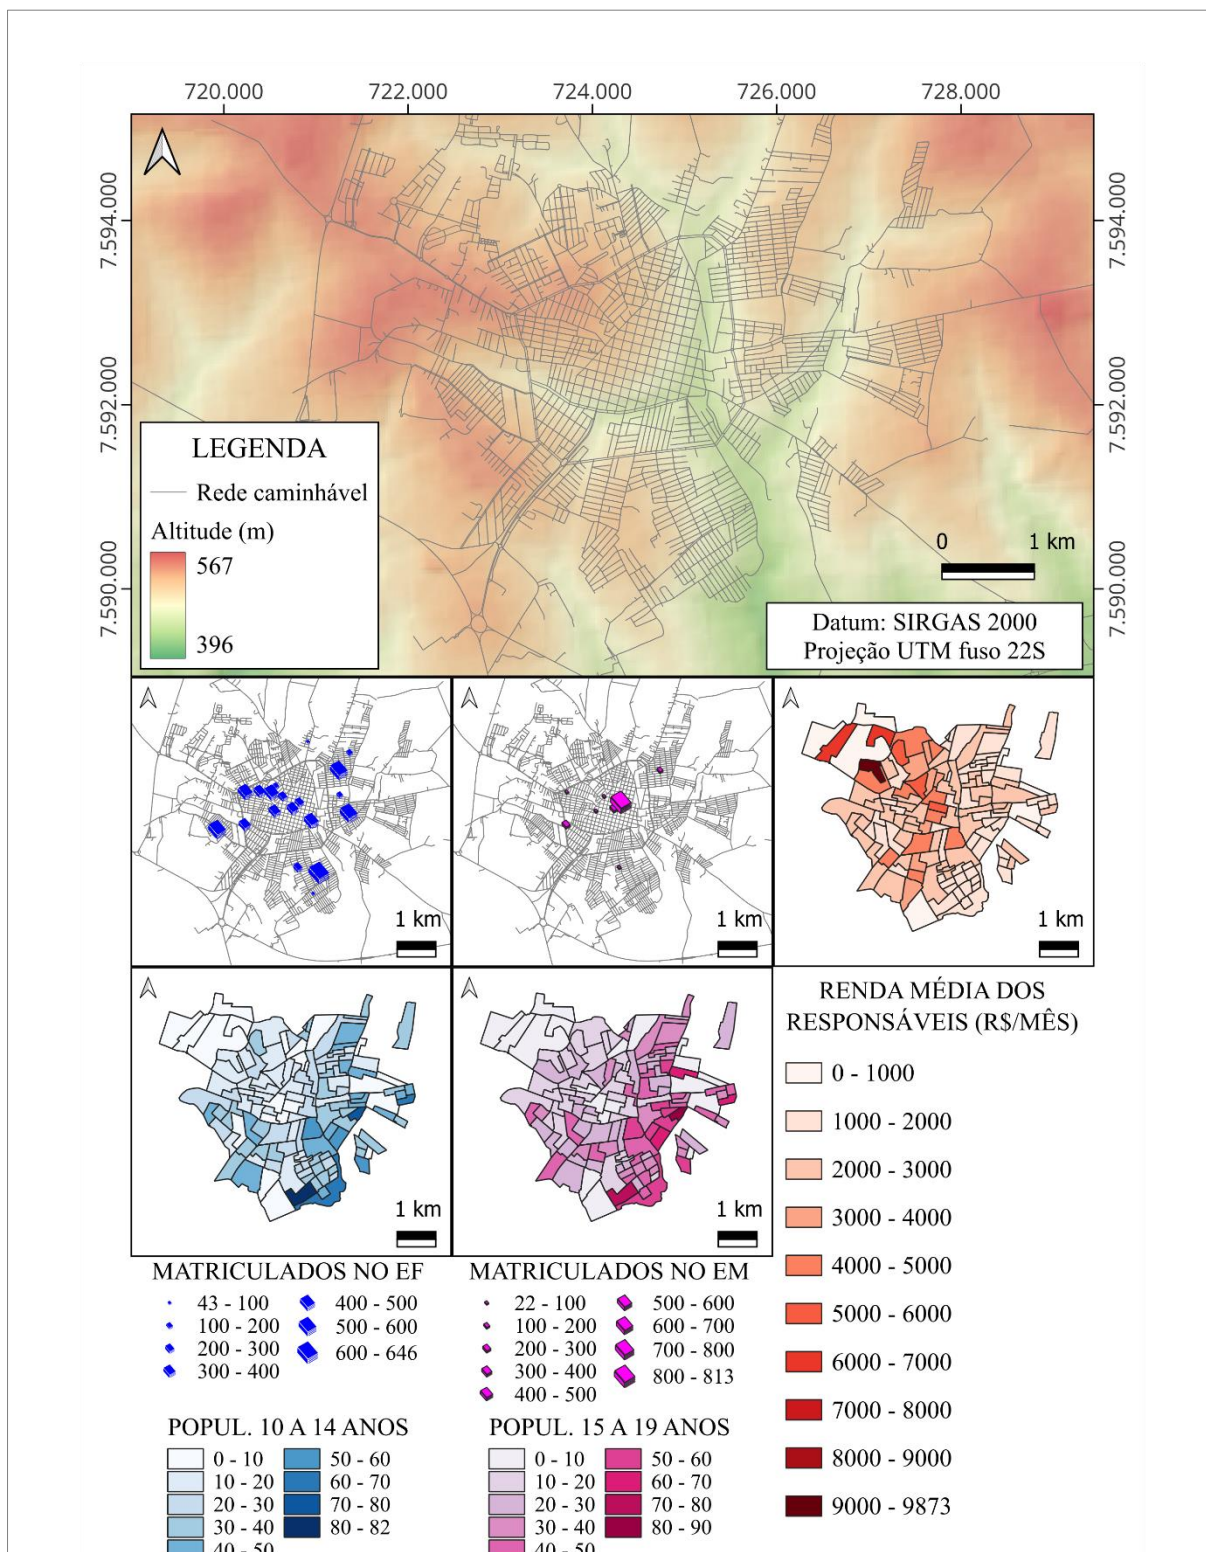 720.000 722.000 724.000 726.000 728.000
7.594.000 7.594.000
7.592.000 7.592.000
7.590.000 7.590.000
LEGENDA
Rede caminhável
Altitude (m)
567
396
0 1 km
Datum: SIRGAS 2000
Projeção UTM fuso 22S
1 km
1 km
1 km
1 km
1 km
RENDA MÉDIA DOS
RESPONSÁVEIS (R$/MÊS)
0 - 1000
1000 - 2000
2000 - 3000
3000 - 4000
4000 - 5000
5000 - 6000
6000 - 7000
7000 - 8000
8000 - 9000
9000 - 9873
MATRICULADOS NO EF
43 - 100
100 - 200
200 - 300
300 - 400
400 - 500
500 - 600
600 - 646
MATRICULADOS NO EM
22 - 100
100 - 200
200 - 300
300 - 400
400 - 500
500 - 600
600 - 700
700 - 800
800 - 813
POPUL. 10 A 14 ANOS
0 - 10
10 - 20
20 - 30
30 - 40
40 - 50
50 - 60
60 - 70
70 - 80
80 - 82
POPUL. 15 A 19 ANOS
0 - 10
10 - 20
20 - 30
30 - 40
40 - 50
50 - 60
60 - 70
70 - 80
80 - 90